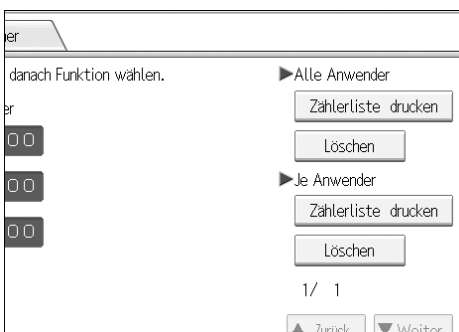 er
danach Funktion wählen.
er
00
00
00
▶Alle Anwender
Zählerliste drucken
Löschen
▶Je Anwender
Zählerliste drucken
Löschen
1/ 1
▲ Zurück ▼ Weiter